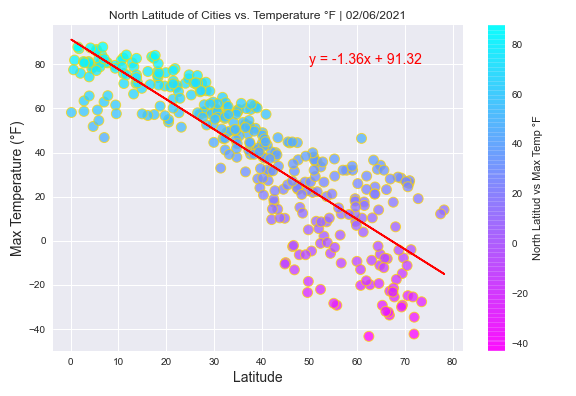 North Latitude of Cities vs. Temperature °F | 02/06/2021
y = -1.36x + 91.32
Max Temperature (°F)
80
60
40
20
0
−20
−40
0 10 20 30 40 50 60 70 80
Latitude
80
60
40
20
0
−20
−40
North Latitud vs Max Temp °F